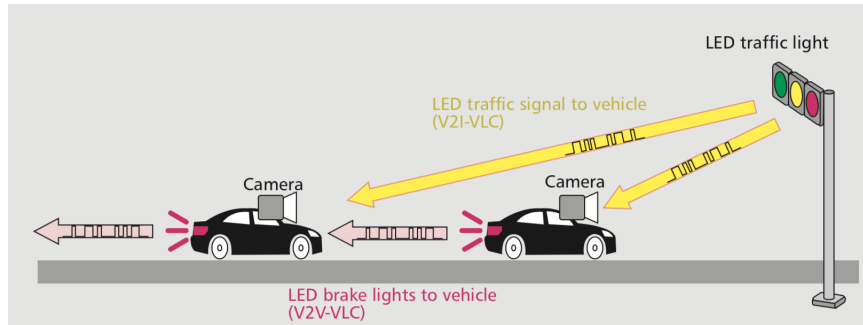 LED traffic light
LED traffic signal to vehicle
(V2I-VLC)
Camera
Camera
LED brake lights to vehicle
(V2V-VLC)